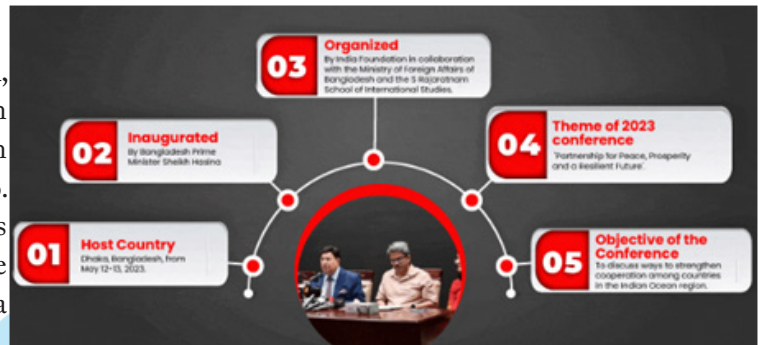 01
Host Country
Dhaka, Bangladesh, from
May 12-13, 2023.
02
Inaugurated
By Bangladesh Prime
Minister Sheikh Hasina
03
Organized
By India Foundation in collaboration
with the Ministry of Foreign Affairs of
Bangladesh and the S Rajaratnam
School of International Studies.
04
Theme of 2023
conference
'Partnership for Peace, Prosperity
and a Resilient Future'.
05
Objective of the
Conference
To discuss ways to strengthen
cooperation among countries
in the Indian Ocean region.